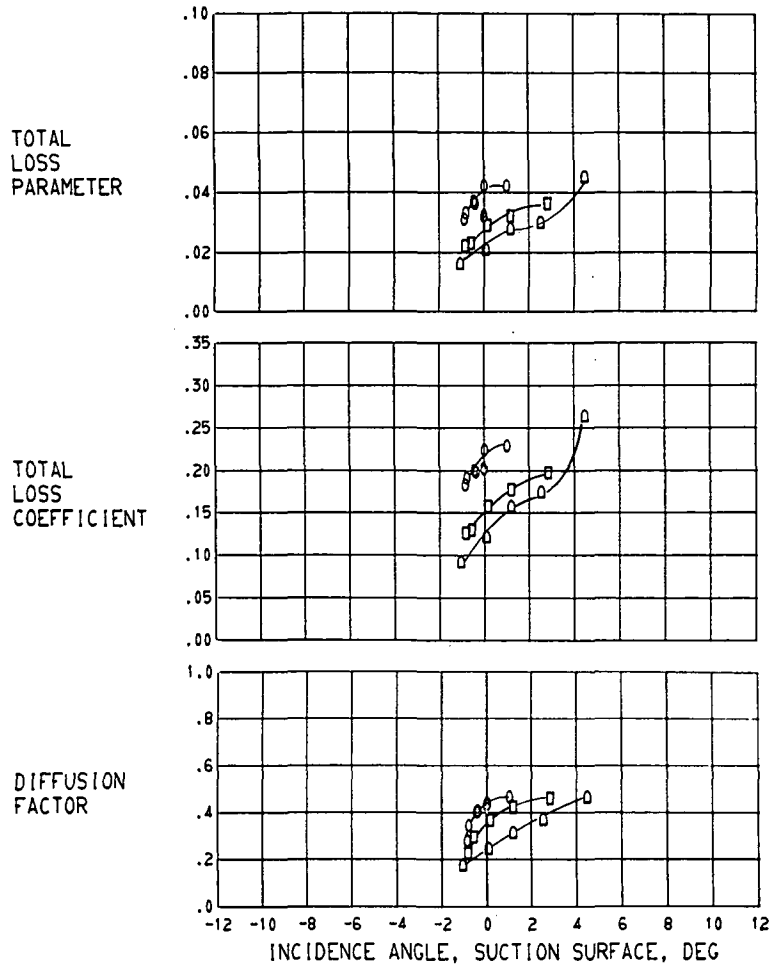 .10
.08
TOTAL
LOSS
PARAMETER
.06
.04
.02
.00
.35
.30
.25
TOTAL
LOSS
COEFFICIENT
.20
.15
.10
.05
.00
1.0
.8
.6
DIFFUSION
FACTOR
.4
.2
.0
-12 -10 -8 -6 -4 -2 0 2 4 6 8 10 12
INCIDENCE ANGLE, SUCTION SURFACE, DEG